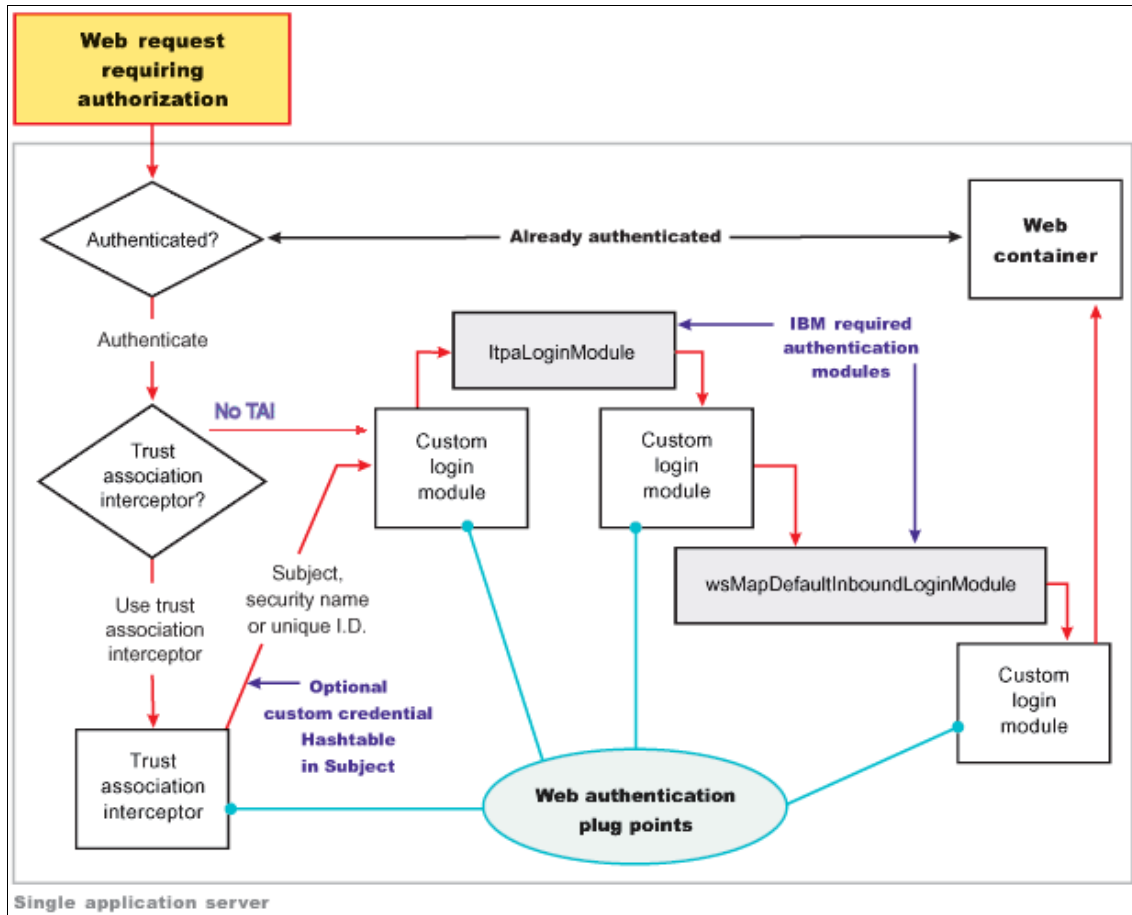 Web request
requiring
authorization
Authenticated?
Already authenticated
Web
container
Authenticate
ltpaLoginModule
IBM required
authentication
modules
No TAI
Trust
association
interceptor?
Custom
login
module
Custom
login
module
wsMapDefaultInboundLoginModule
Subject,
security name
or unique I.D.
Use trust
association
interceptor
Optional
custom credential
Hashtable
in Subject
Custom
login
module
Trust
association
interceptor
Web authentication
plug points
Single application server